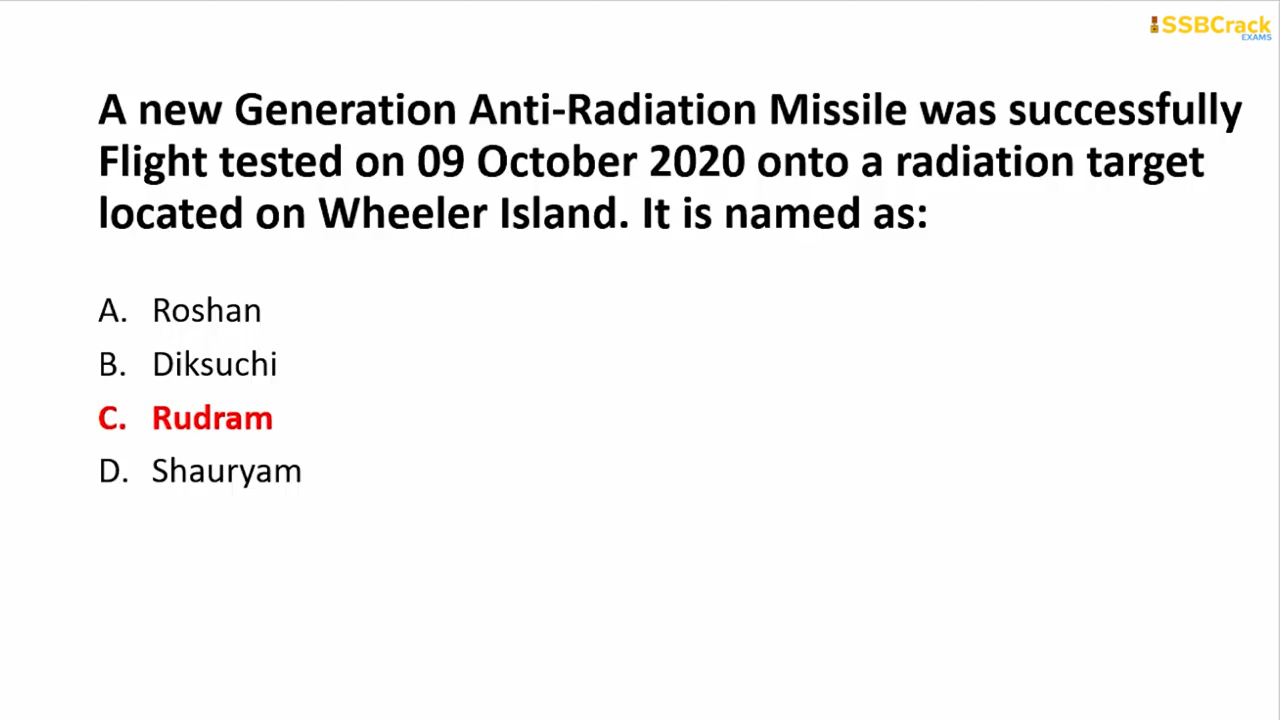 SSBCrack
EXAMS
A new Generation Anti-Radiation Missile was successfully
Flight tested on 09 October 2020 onto a radiation target
located on Wheeler Island. It is named as:
A. Roshan
B. Diksuchi
C. Rudram
D. Shauryam